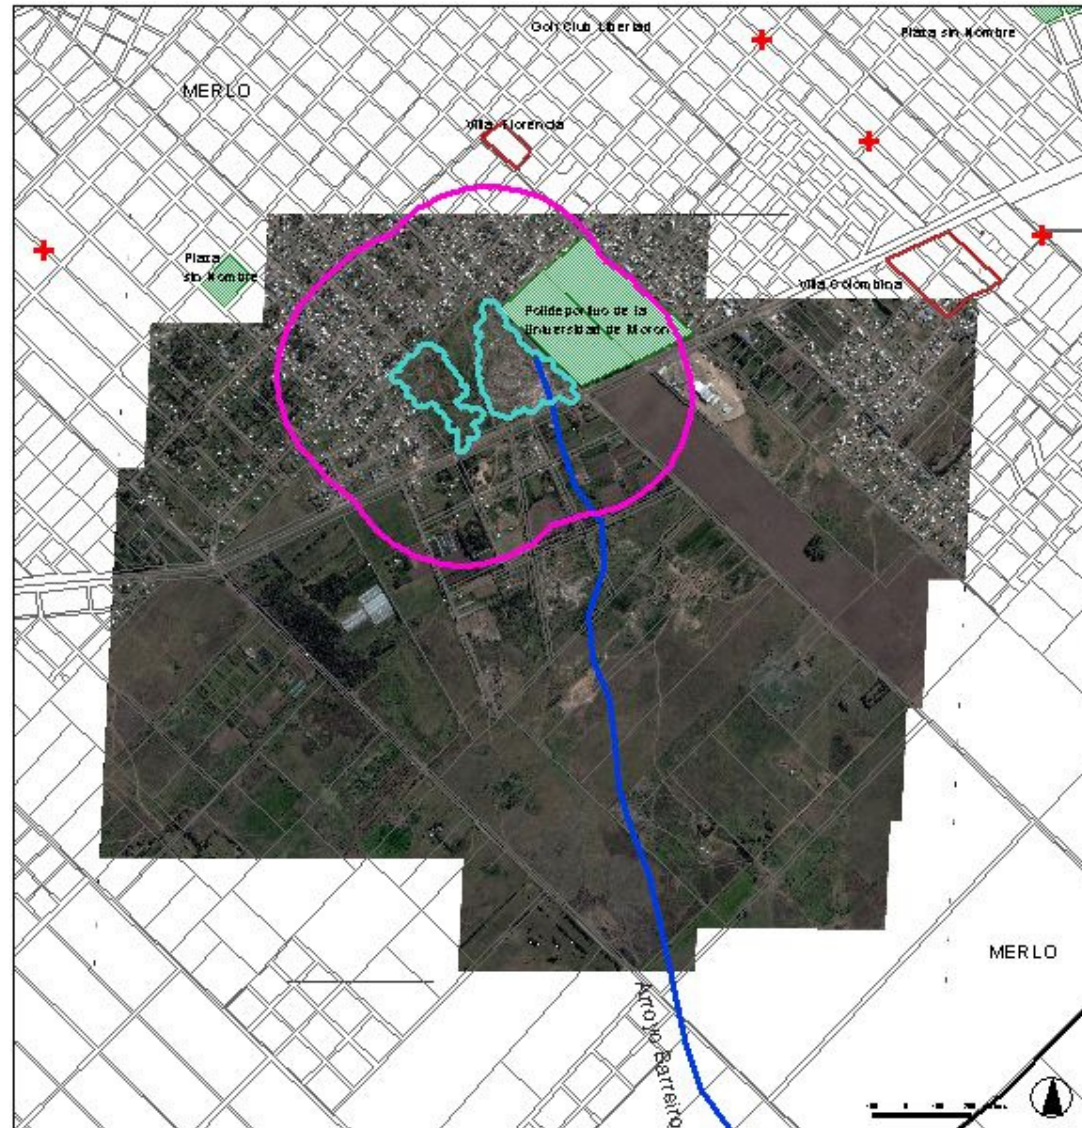 Golf Club Libertad
Plaza sin Nombre
MERLO
Villa Florencia
Plaza
sin Nombre
Villa Colombina
Polideportivo de la
Universidad de Moron
MERLO
Arroyo Barreiro